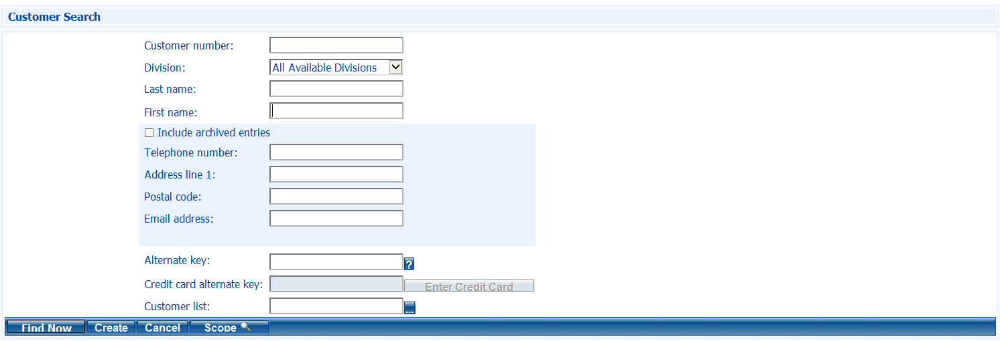 Customer Search
Customer number:
Division: All Available Divisions
Last name:
First name:
Include archived entries
Telephone number:
Address line 1:
Postal code:
Email address:
Alternate key: ?
Credit card alternate key: Enter Credit Card
Customer list: ...
Find Now Create Cancel Scope